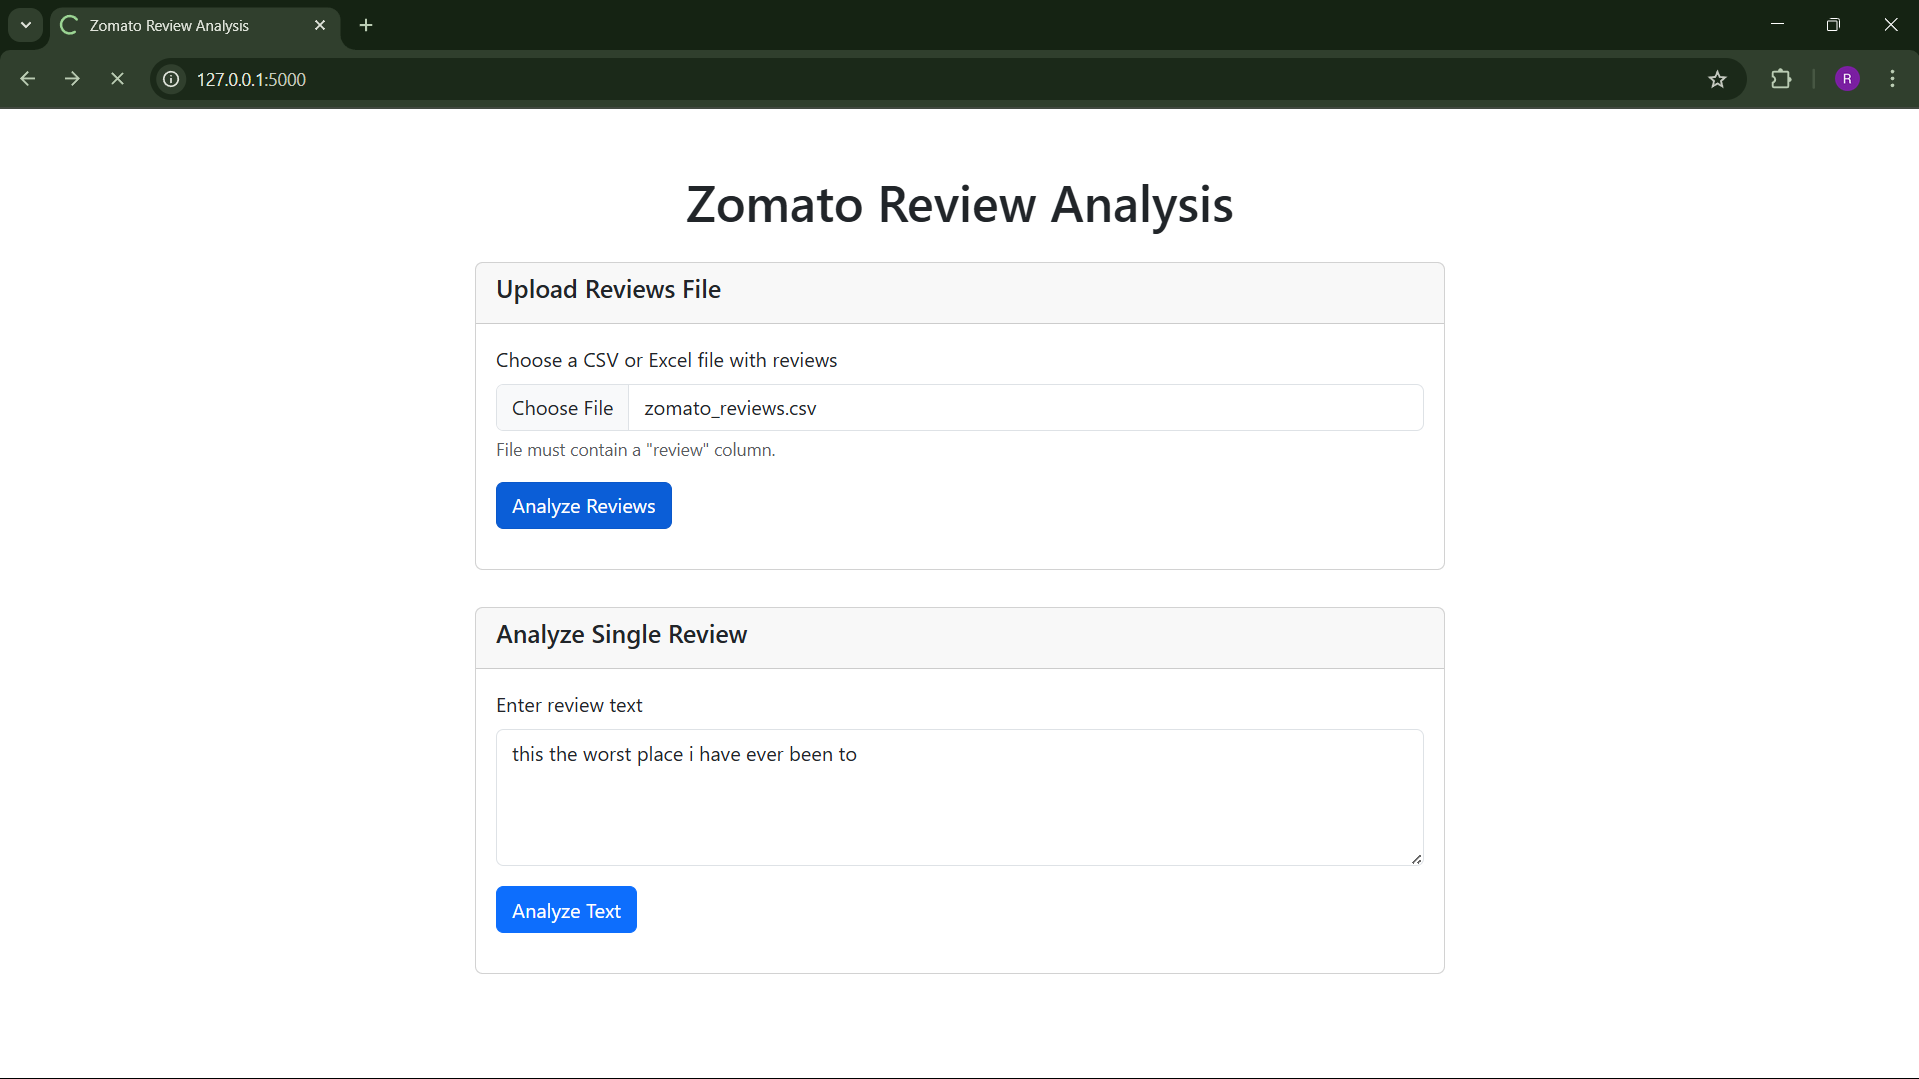 Zomato Review Analysis
127.0.0.1:5000
R
Zomato Review Analysis
Upload Reviews File
Choose a CSV or Excel file with reviews
Choose File zomato_reviews.csv
File must contain a "review" column.
Analyze Reviews
Analyze Single Review
Enter review text
this the worst place i have ever been to
Analyze Text